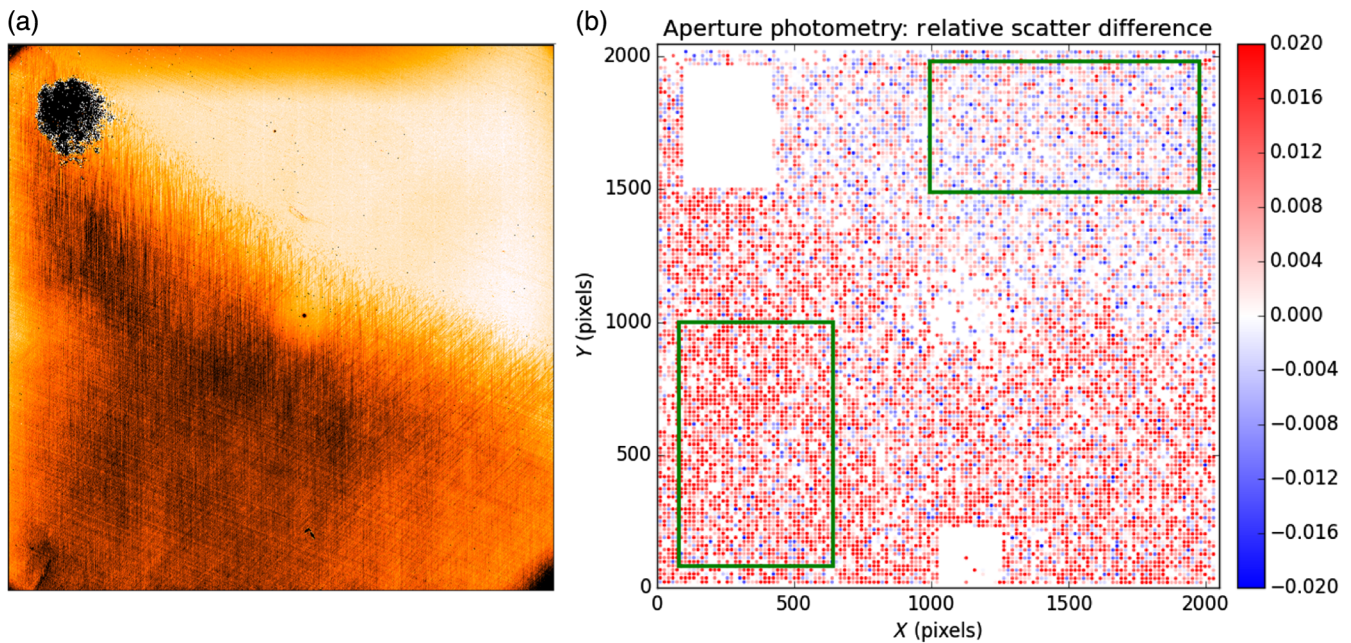 (a)
(b)
Aperture photometry: relative scatter difference
2000
1500
1000
500
0
Y (pixels)
0 500 1000 1500 2000
X (pixels)
0.020
0.016
0.012
0.008
0.004
0.000
−0.004
−0.008
−0.012
−0.016
−0.020